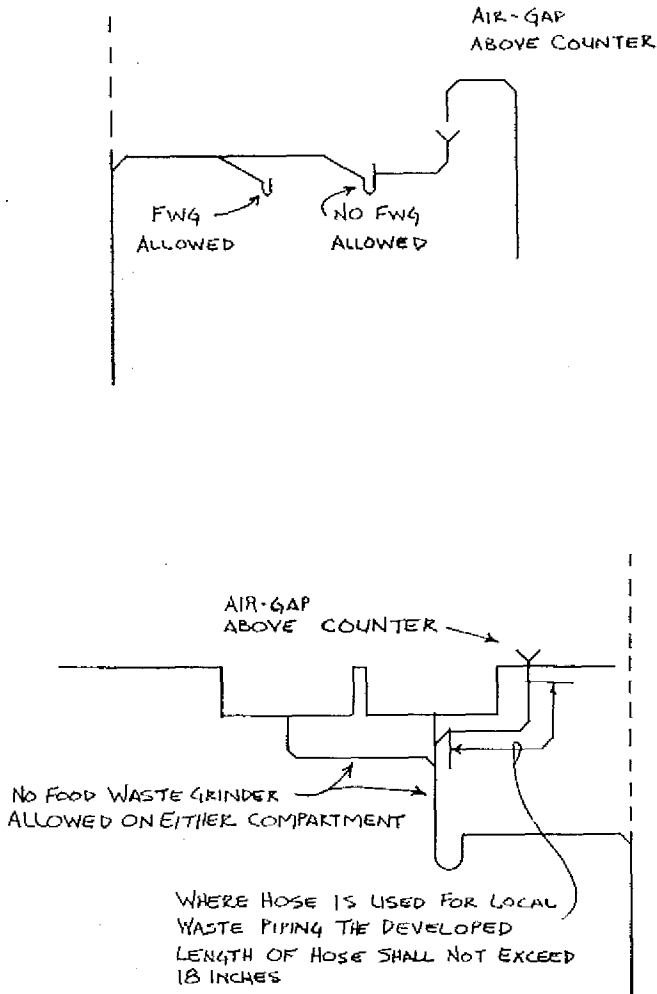 AIR-GAP
ABOVE COUNTER
FWG
ALLOWED
NO FWG
ALLOWED
AIR-GAP
ABOVE COUNTER
NO FOOD WASTE GRINDER
ALLOWED ON EITHER COMPARTMENT
WHERE HOSE IS USED FOR LOCAL
WASTE PIPING THE DEVELOPED
LENGTH OF HOSE SHALL NOT EXCEED
18 INCHES